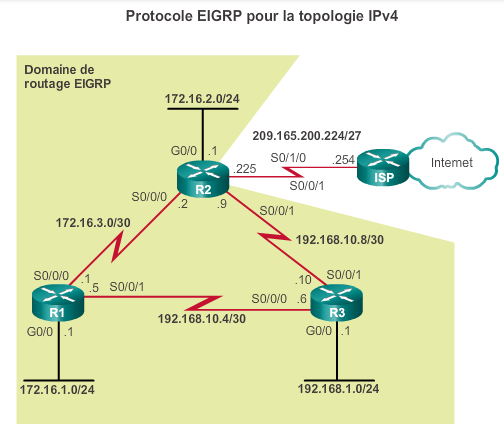 Protocole EIGRP pour la topologie IPv4
Domaine de
routage EIGRP
172.16.2.0/24
209.165.200.224/27
G0/0 .1
.225
S0/1/0
.254
Internet
R2
S0/0/1
ISP
S0/0/0
.2
.9
S0/0/1
172.16.3.0/30
192.168.10.8/30
S0/0/0
.1
.5
S0/0/1
.10
S0/0/1
S0/0/0
.6
R1
192.168.10.4/30
R3
G0/0
.1
G0/0
.1
172.16.1.0/24
192.168.1.0/24